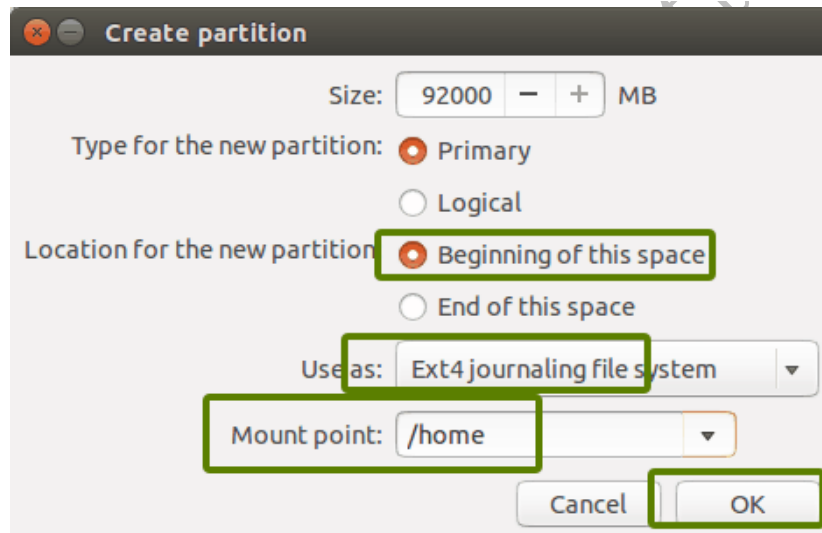 Create partition
Size: 92000 MB
Type for the new partition: Primary
Logical
Location for the new partition Beginning of this space
End of this space
Use as: Ext4 journaling file system
Mount point: /home
Cancel OK